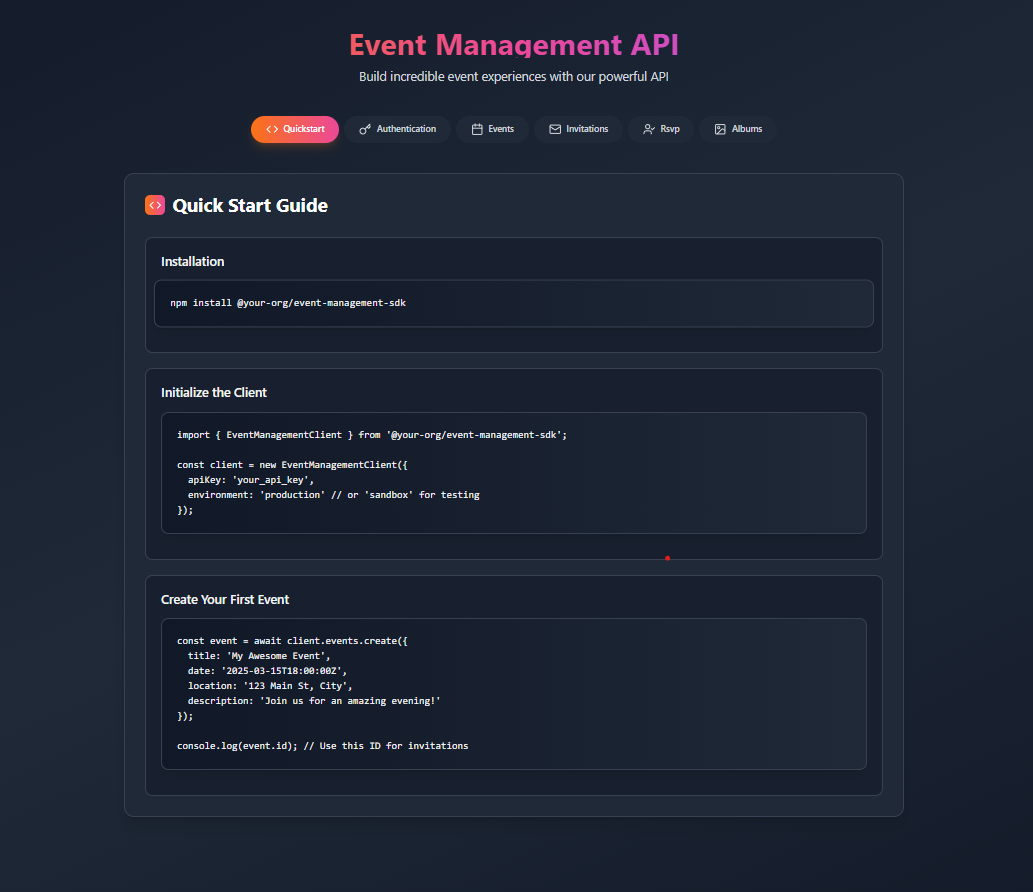 Event Management API
Build incredible event experiences with our powerful API
Quickstart
Authentication
Events
Invitations
Rsvp
Albums
Quick Start Guide
Installation
npm install @your-org/event-management-sdk
Initialize the Client
import { EventManagementClient } from '@your-org/event-management-sdk';
const client = new EventManagementClient({
  apiKey: 'your_api_key',
  environment: 'production' // or 'sandbox' for testing
});
Create Your First Event
const event = await client.events.create({
  title: 'My Awesome Event',
  date: '2025-03-15T18:00:00Z',
  location: '123 Main St, City',
  description: 'Join us for an amazing evening!'
});
console.log(event.id); // Use this ID for invitations